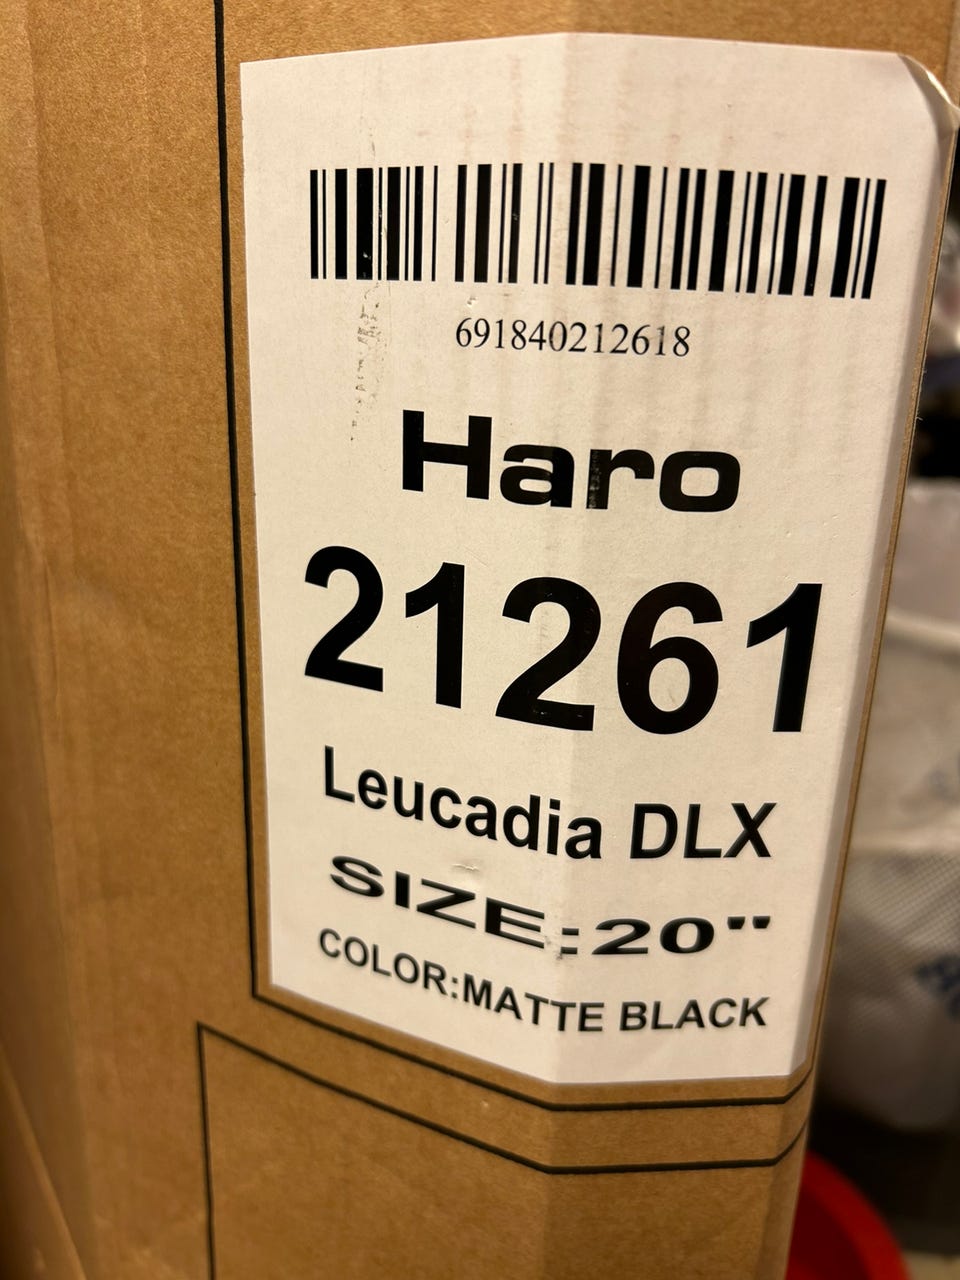 691840212618
Haro
21261
Leucadia DLX
SIZE:20"
COLOR:MATTE BLACK